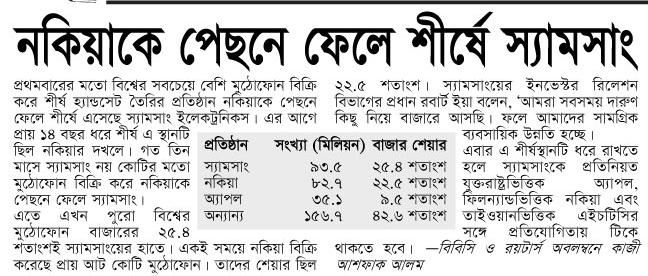 নকিয়াকে পেছনে ফেলে শীর্ষে স্যামসাং
প্রথমবারের মতো বিশ্বের সবচেয়ে বেশি মুঠোফোন বিক্রি
করে শীর্ষ হ্যান্ডসেট তৈরির প্রতিষ্ঠান নকিয়াকে পেছনে
ফেলে শীর্ষে এসেছে স্যামসাং ইলেকট্রনিকস। এর আগে
প্রায় ১৪ বছর ধরে শীর্ষ এ স্থানটি
ছিল নকিয়ার দখলে। গত তিন
মাসে স্যামসাং নয় কোটির মতো
মুঠোফোন বিক্রি করে নকিয়াকে
পেছনে ফেলে স্যামসাং।
এতে এখন পুরো বিশ্বের
মুঠোফোন বাজারের ২৫.৪
শতাংশই স্যামসাংয়ের হাতে। একই সময়ে নকিয়া বিক্রি
করেছে প্রায় আট কোটি মুঠোফোন। তাদের শেয়ার ছিল
প্রতিষ্ঠান সংখ্যা (মিলিয়ন) বাজার শেয়ার
স্যামসাং ৯৩.৫ ২৫.৪ শতাংশ
নকিয়া ৮২.৭ ২২.৫ শতাংশ
অ্যাপল ৩৫.১ ৯.৫ শতাংশ
অন্যান্য ১৫৬.৭ ৪২.৬ শতাংশ
২২.৫ শতাংশ। স্যামসাংয়ের ইনভেস্টর রিলেশন
বিভাগের প্রধান রবার্ট ইয়া বলেন, ‘আমরা সবসময় দারুণ
কিছু নিয়ে বাজারে আসছি। ফলে আমাদের সামগ্রিক
ব্যবসায়িক উন্নতি হচ্ছে।
এবার এ শীর্ষস্থানটি ধরে রাখতে
হলে স্যামসাংকে প্রতিনিয়ত
যুক্তরাষ্ট্রভিত্তিক অ্যাপল,
ফিলন্যান্ডভিত্তিক নকিয়া এবং
তাইওয়ানভিত্তিক এইচটিসির
সঙ্গে প্রতিযোগিতায় টিকে
থাকতে হবে। —বিবিসি ও রয়টার্স অবলম্বনে কাজী
আশফাক আলম